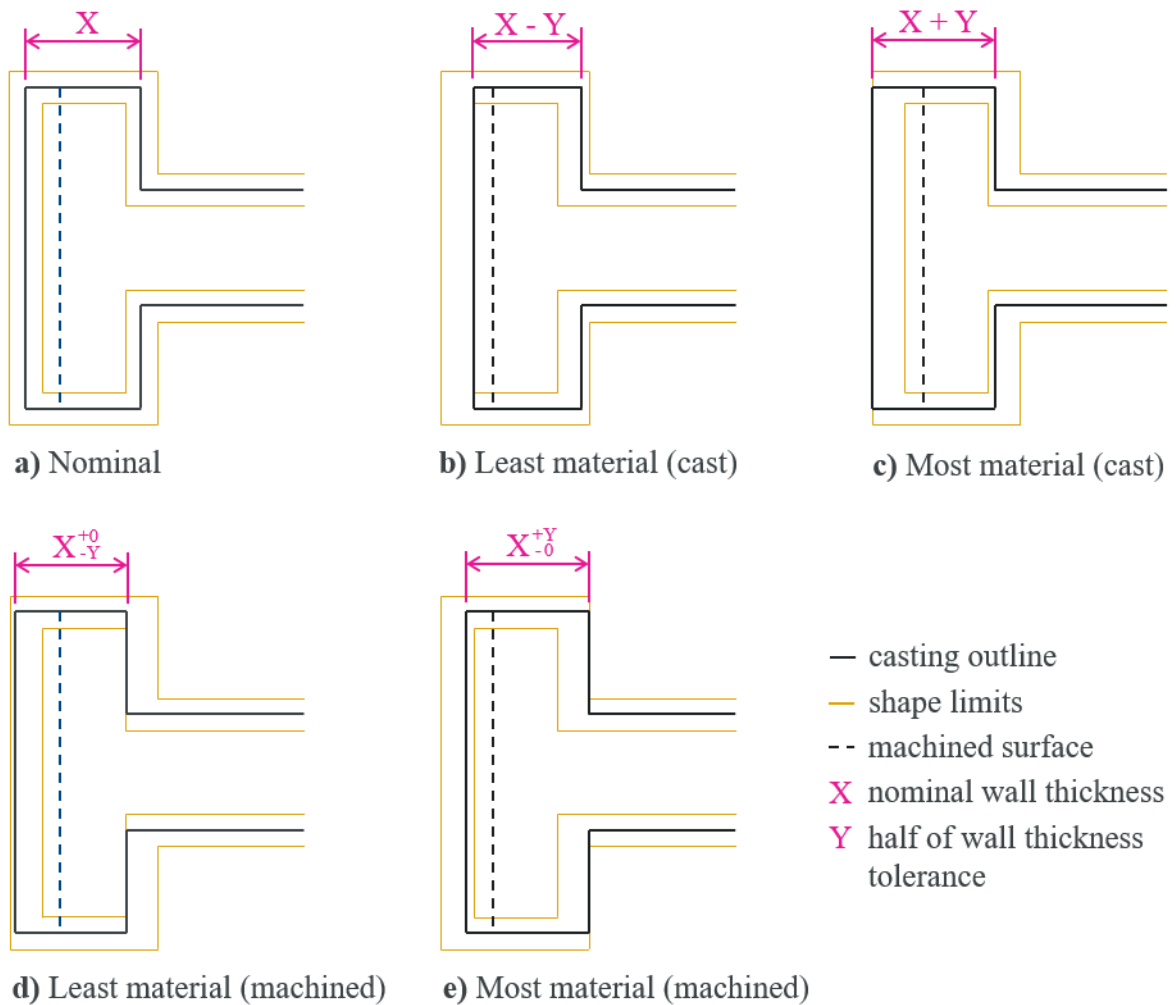 X
X - Y
X + Y
a) Nominal
b) Least material (cast)
c) Most material (cast)
X +0 -Y
X +Y -0
casting outline
shape limits
machined surface
X nominal wall thickness
Y half of wall thickness
tolerance
d) Least material (machined)
e) Most material (machined)